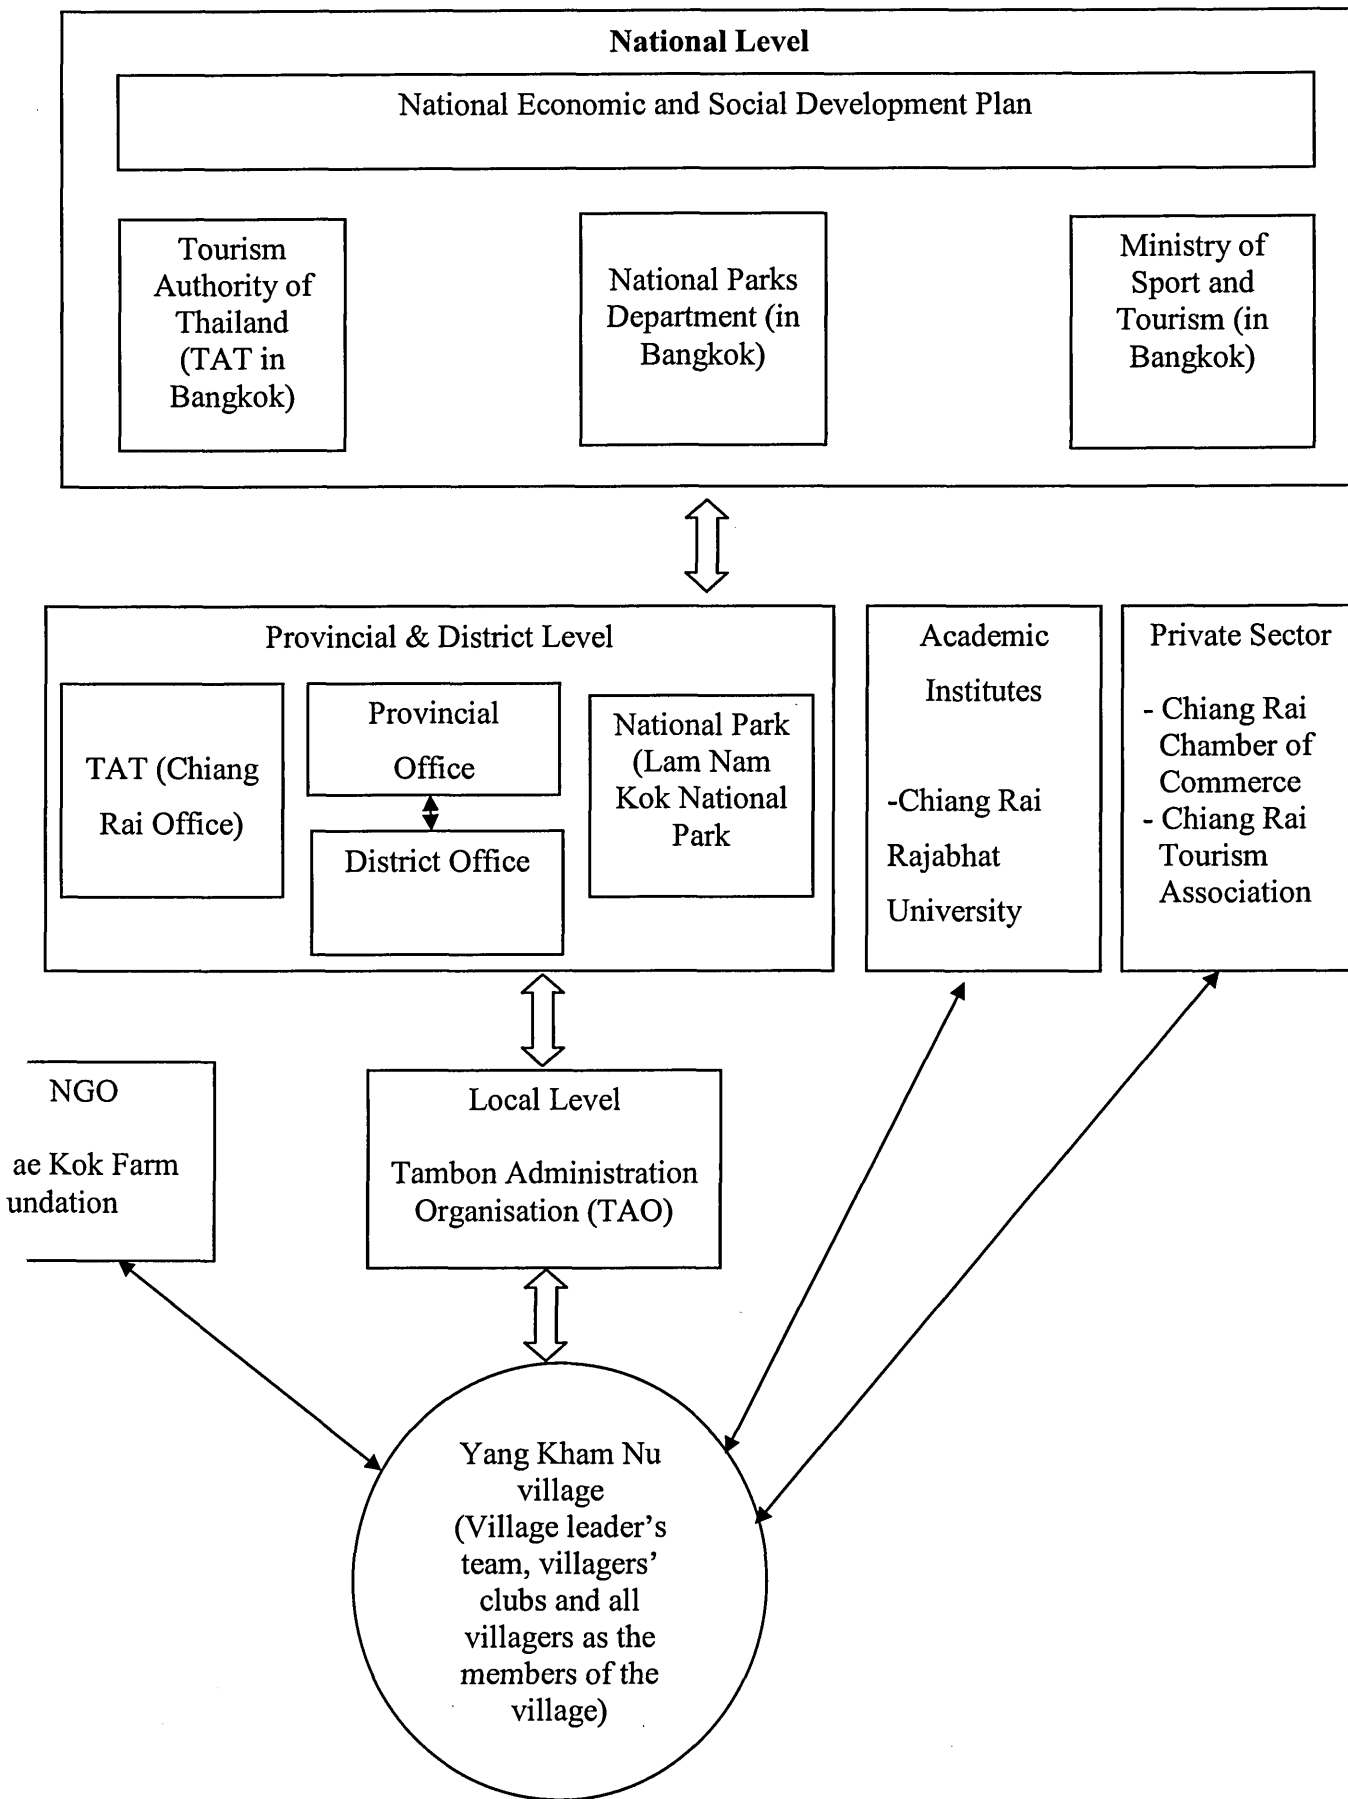 National Level
National Economic and Social Development Plan
Tourism
Authority of
Thailand
(TAT in
Bangkok)
National Parks
Department (in
Bangkok)
Ministry of
Sport and
Tourism (in
Bangkok)
Provincial & District Level
TAT (Chiang
Rai Office)
Provincial
Office
District Office
National Park
(Lam Nam
Kok National
Park
Academic
Institutes
-Chiang Rai
Rajabhat
University
Private Sector
- Chiang Rai
Chamber of
Commerce
- Chiang Rai
Tourism
Association
NGO
ae Kok Farm
undation
Local Level
Tambon Administration
Organisation (TAO)
Yang Kham Nu
village
(Village leader's
team, villagers'
clubs and all
villagers as the
members of the
village)